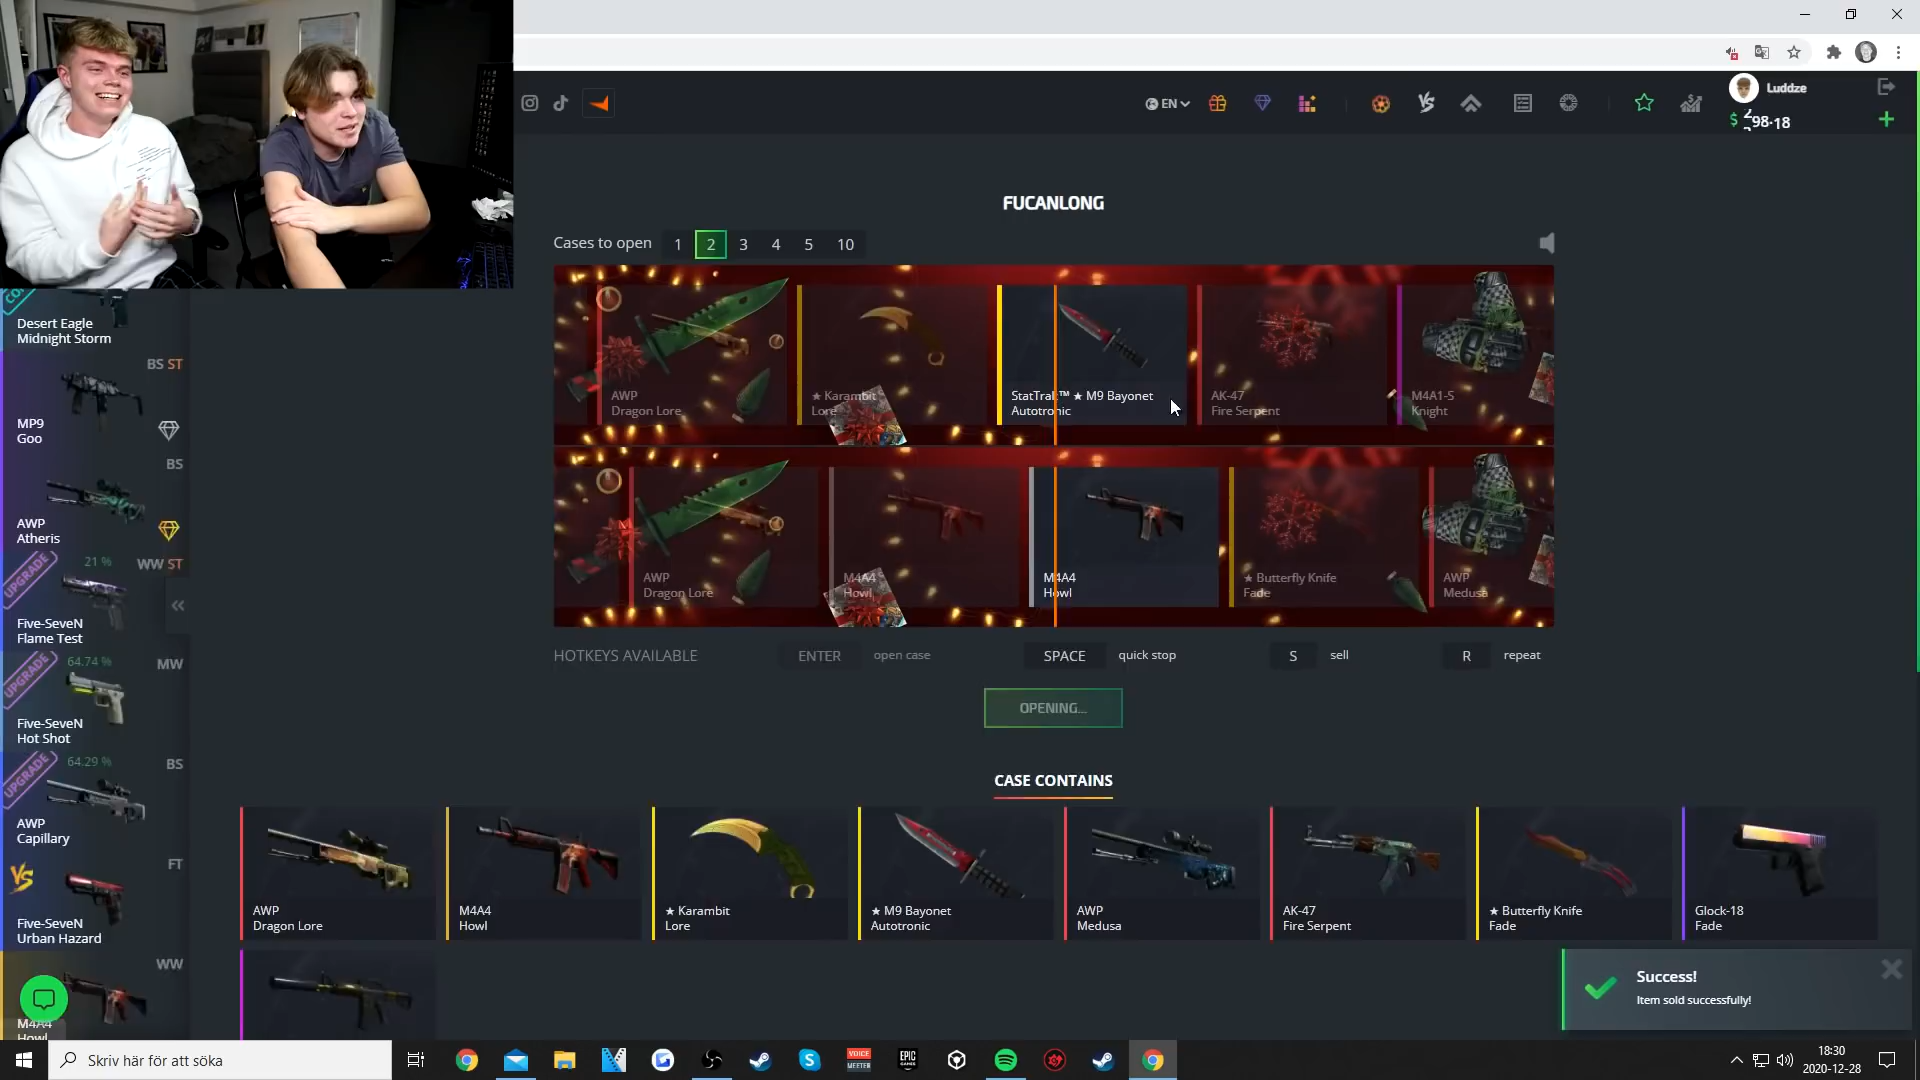 EN
Luddze
$ 98.18
FUCANLONG
Cases to open 1 2 3 4 5 10
AWP
Dragon Lore
★ Karambit
Lore
StatTrak™ ★ M9 Bayonet
Autotronic
AK-47
Fire Serpent
M4A1-S
Knight
AWP
Dragon Lore
M4A4
Howl
M4A4
Howl
★ Butterfly Knife
Fade
AWP
Medusa
HOTKEYS AVAILABLE ENTER open case SPACE quick stop S sell R repeat
OPENING...
CASE CONTAINS
AWP
Dragon Lore
M4A4
Howl
★ Karambit
Lore
★ M9 Bayonet
Autotronic
AWP
Medusa
AK-47
Fire Serpent
★ Butterfly Knife
Fade
Glock-18
Fade
Desert Eagle
Midnight Storm
BS ST
MP9
Goo
BS
AWP
Atheris
UPGRADE
21 %
WW ST
Five-SeveN
Flame Test
UPGRADE
64.74 %
MW
Five-SeveN
Hot Shot
UPGRADE
64.29 %
BS
AWP
Capillary
VS
FT
Five-SeveN
Urban Hazard
WW
M4A4
Howl
Success!
Item sold successfully!
Skriv här för att söka
VOICE
MEETER
EPIC
GAMES
18:30
2020-12-28